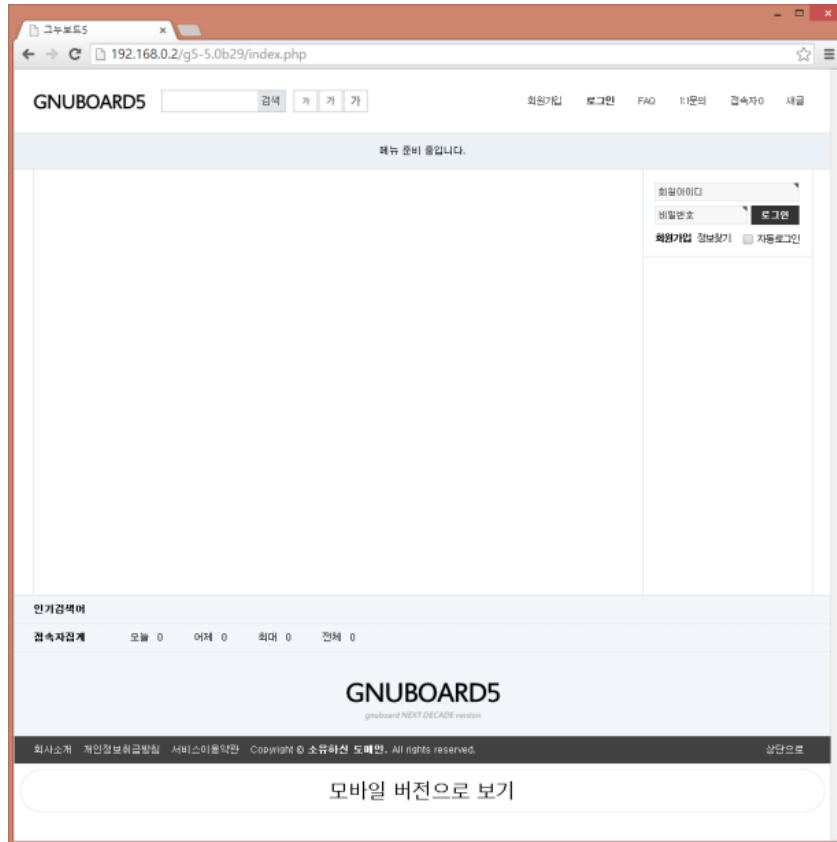 그누보드5
192.168.0.2/g5-5.0b29/index.php
GNUBOARD5 검색 가 가 가 회원가입 로그인 FAQ 1:1문의 접속자0 새글
메뉴 준비 중입니다.
회원아이디
비밀번호 로그인
회원가입 정보찾기 자동로그인
인기검색어
접속자집계 오늘 0 어제 0 최대 0 전체 0
GNUBOARD5
gnuboard NEXT DECADE version
회사소개 개인정보취급방침 서비스이용약관 Copyright © 소유하신 도메인. All rights reserved. 상단으로
모바일 버전으로 보기